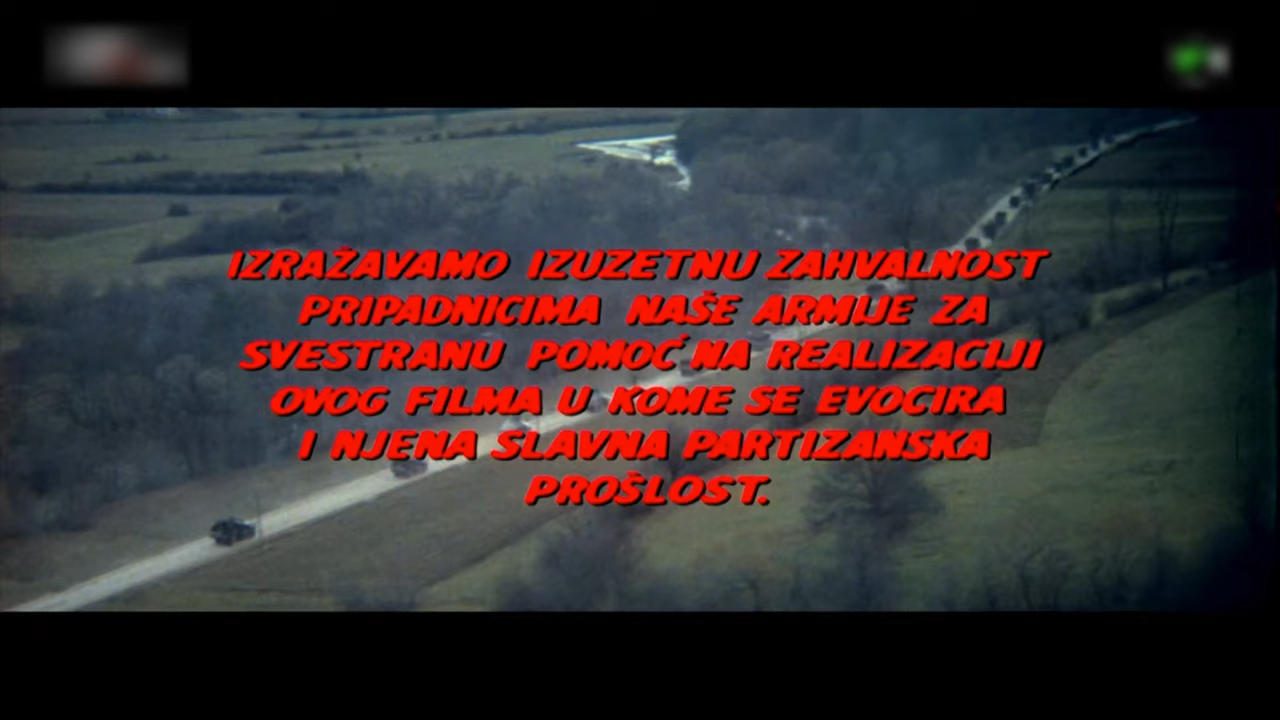 IZRAŽAVAMO IZUZETNU ZAHVALNOST
PRIPADNICIMA NAŠE ARMIJE ZA
SVESTRANU POMOĆ NA REALIZACIJI
OVOG FILMA U KOME SE EVOCIRA
I NJENA SLAVNA PARTIZANSKA
PROŠLOST.